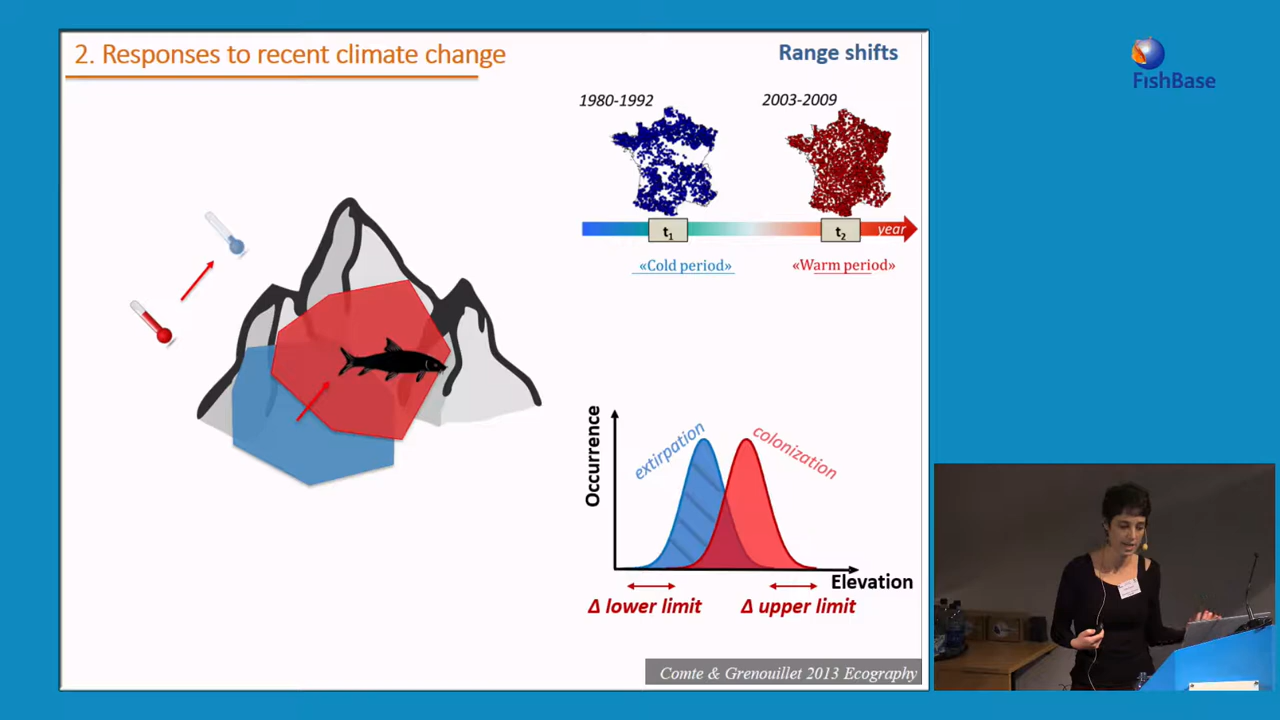 2. Responses to recent climate change
Range shifts
FishBase
1980-1992
2003-2009
t1
t2
year
«Cold period»
«Warm period»
Occurrence
extirpation
colonization
Elevation
Δ lower limit
Δ upper limit
Comte & Grenouillet 2013 Ecography